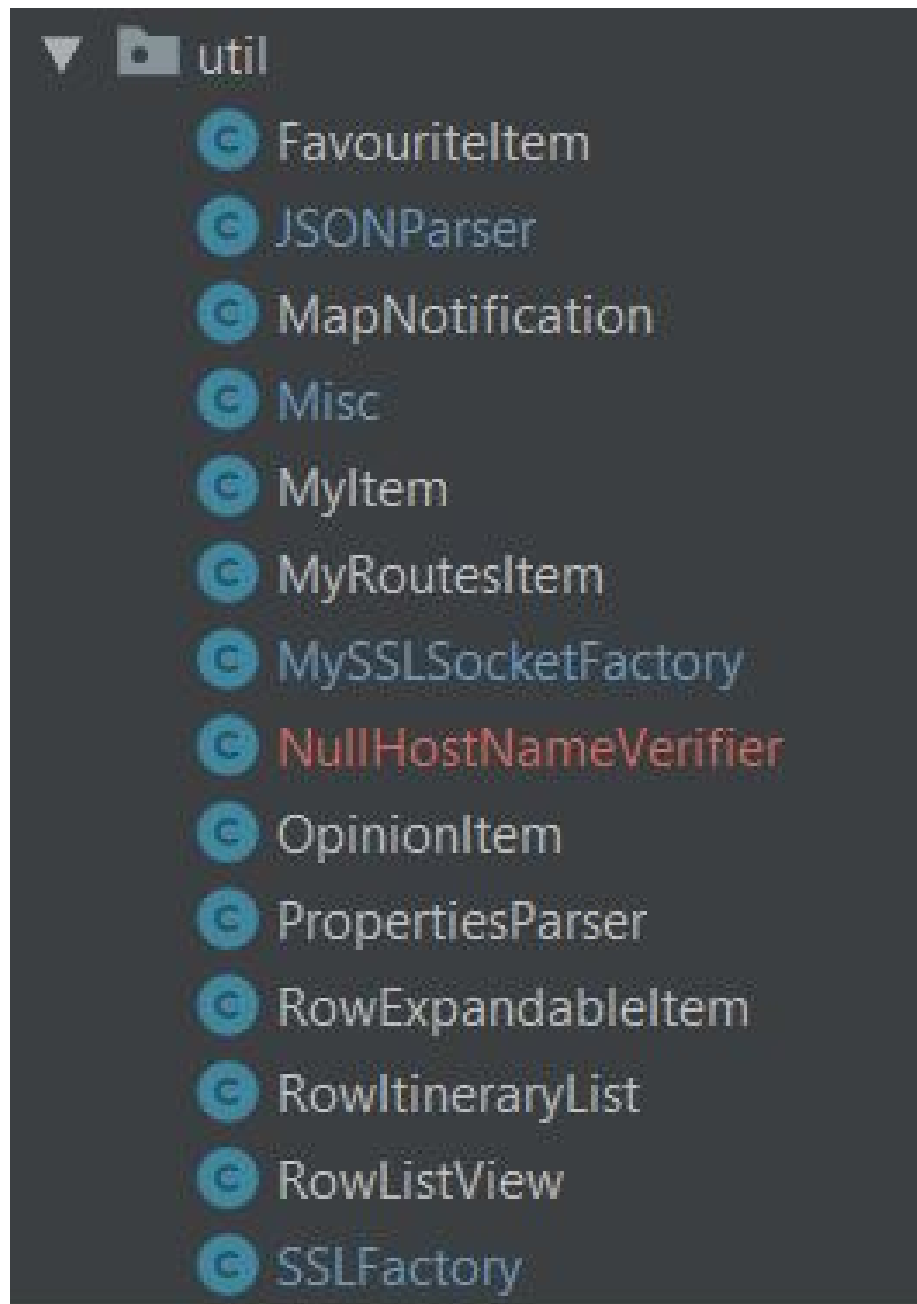 util
C FavouriteItem
C JSONParser
C MapNotification
C Misc
C MyItem
C MyRoutesItem
C MySSLSocketFactory
C NullHostNameVerifier
C OpinionItem
C PropertiesParser
C RowExpandableItem
C RowItineraryList
C RowListView
C SSLFactory